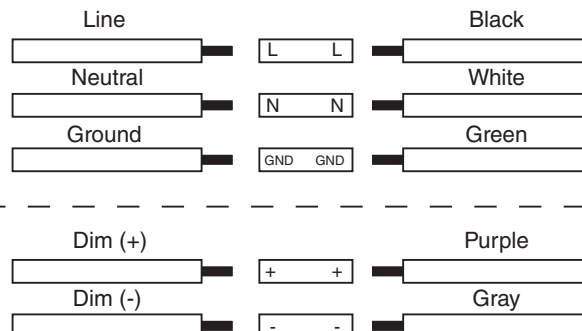 Line Black
L L
Neutral White
N N
Ground Green
GND GND
Dim (+) Purple
+ +
Dim (-) Gray
- -